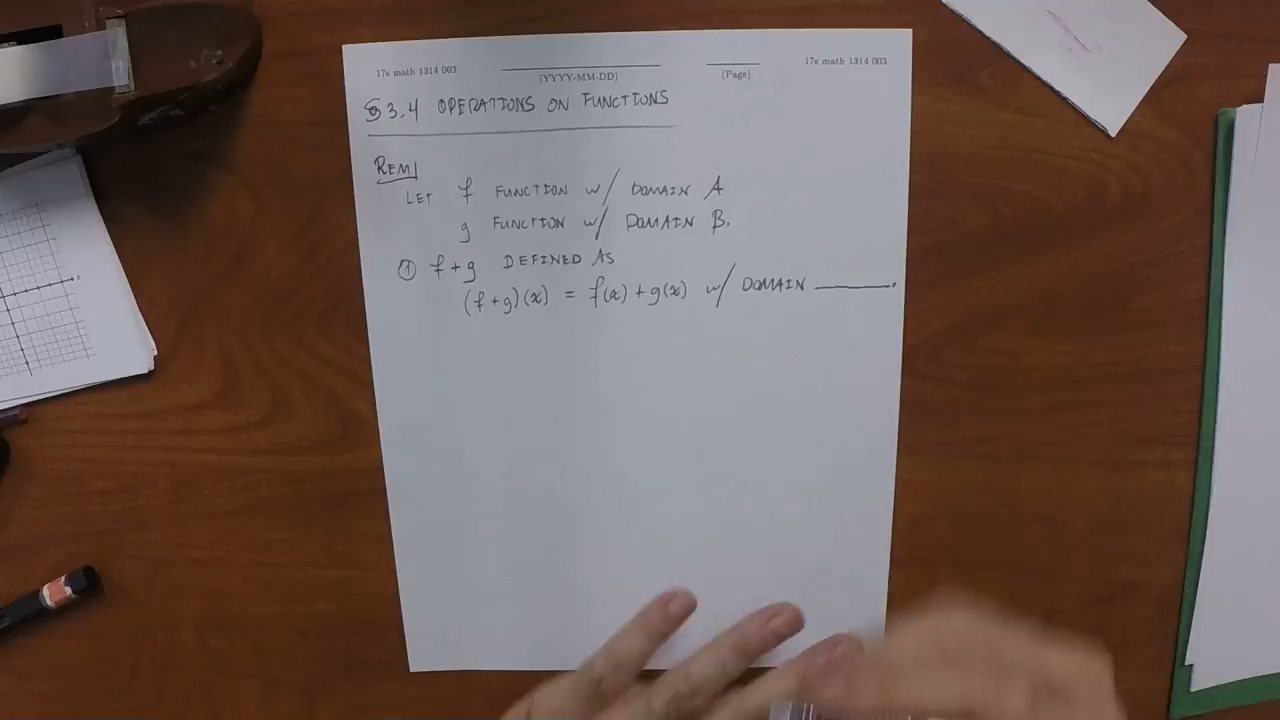 17s math 1314 003 (YYYY-MM-DD) (Page) 17s math 1314 003
§ 3.4 OPERATIONS ON FUNCTIONS
REM
LET f FUNCTION w/ DOMAIN A
g FUNCTION w/ DOMAIN B.
① f+g DEFINED AS
(f+g)(x) = f(x) + g(x) w/ DOMAIN ______.